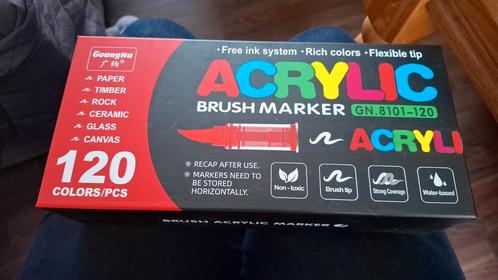 ·Free ink system ·Rich colors ·Flexible tip
GuangNa
广纳®
ACRYLIC
BRUSH MARKER GN.8101-120
PAPER
TIMBER
ROCK
CERAMIC
GLASS
CANVAS
120
COLORS/PCS
ACRYLI
※ RECAP AFTER USE.
※ MARKERS NEED TO
BE STORED
HORIZONTALLY.
Non-toxic
Brush tip
Strong Coverage
Water-based
BRUSH ACRYLIC MARKER